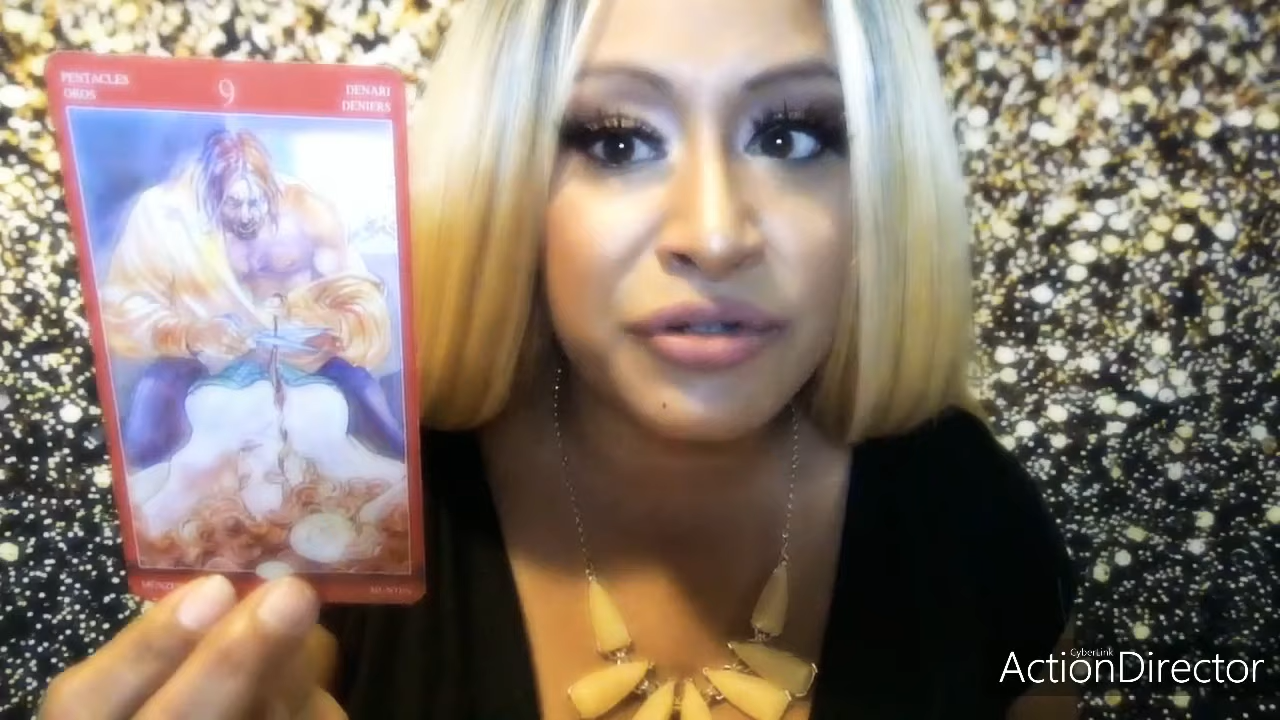 PENTACLES
OROS
9
DENARI
DENIERS
CyberLink
ActionDirector